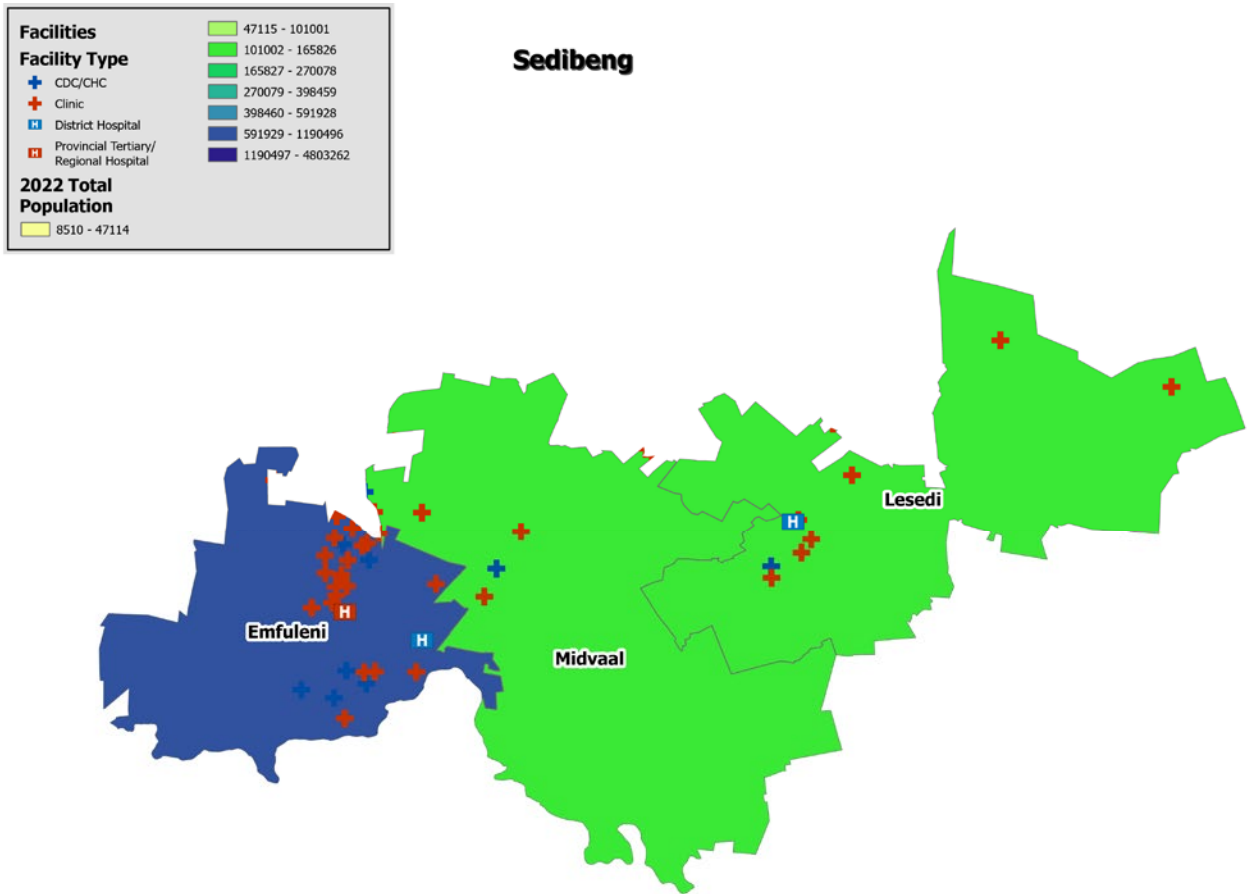 Facilities
Facility Type
CDC/CHC
Clinic
District Hospital
Provincial Tertiary/
Regional Hospital
2022 Total
Population
8510 - 47114
47115 - 101001
101002 - 165826
165827 - 270078
270079 - 398459
398460 - 591928
591929 - 1190496
1190497 - 4803262
Sedibeng
Lesedi
Emfuleni
Midvaal
H
H
H
H
H